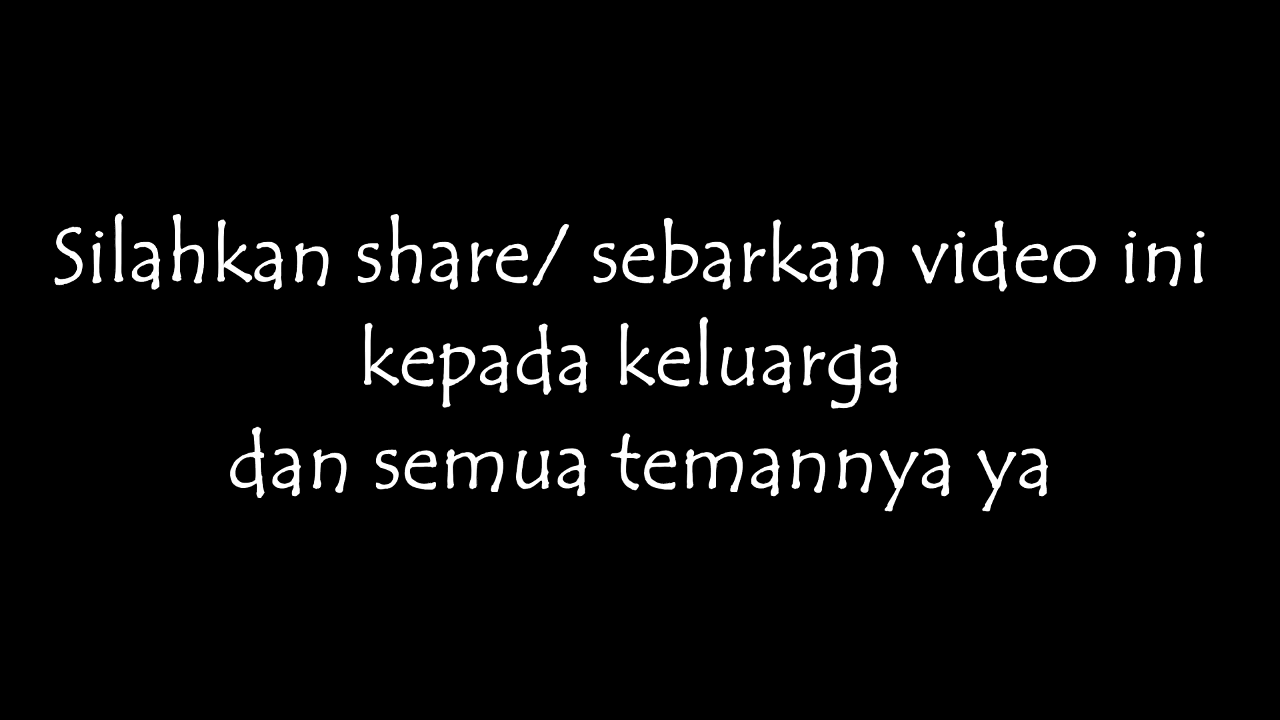 Silahkan share/ sebarkan video ini
kepada keluarga
dan semua temannya ya